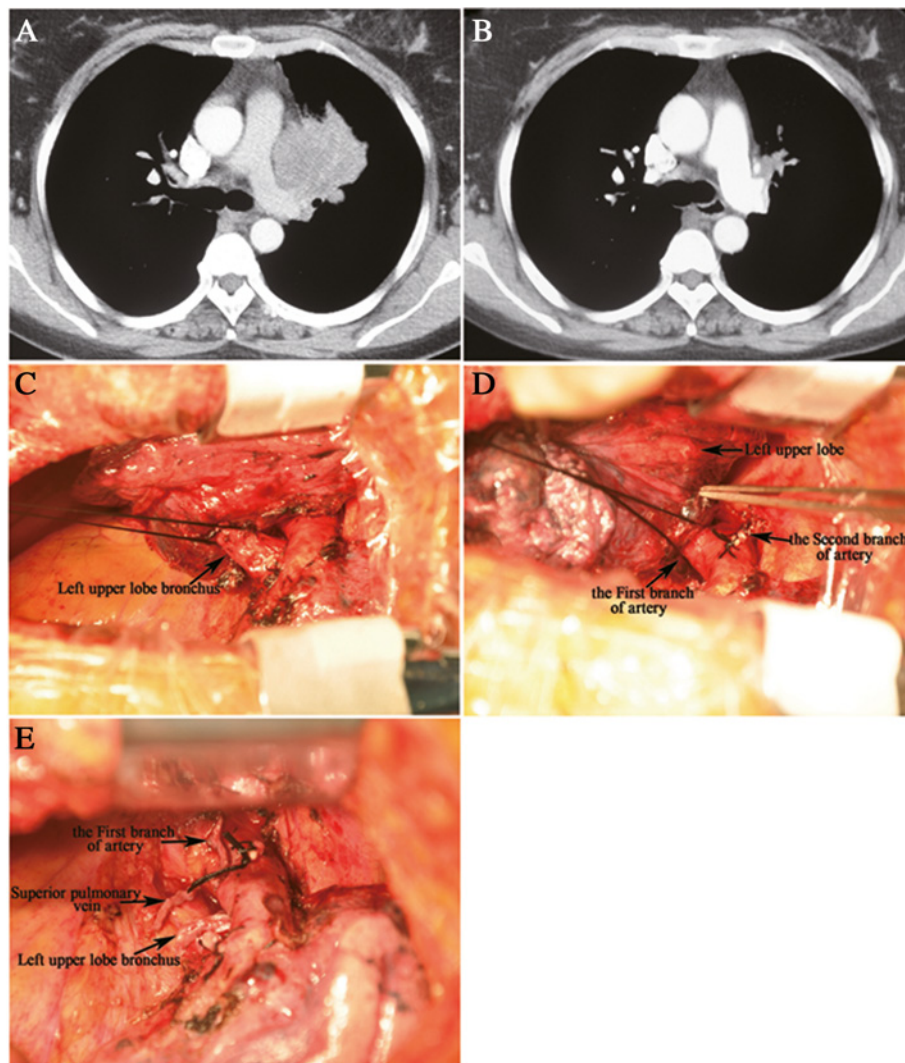 A
B
C
Left upper lobe bronchus
D
Left upper lobe
the Second branch
of artery
the First branch
of artery
E
the First branch
of artery
Superior pulmonary
vein
Left upper lobe bronchus